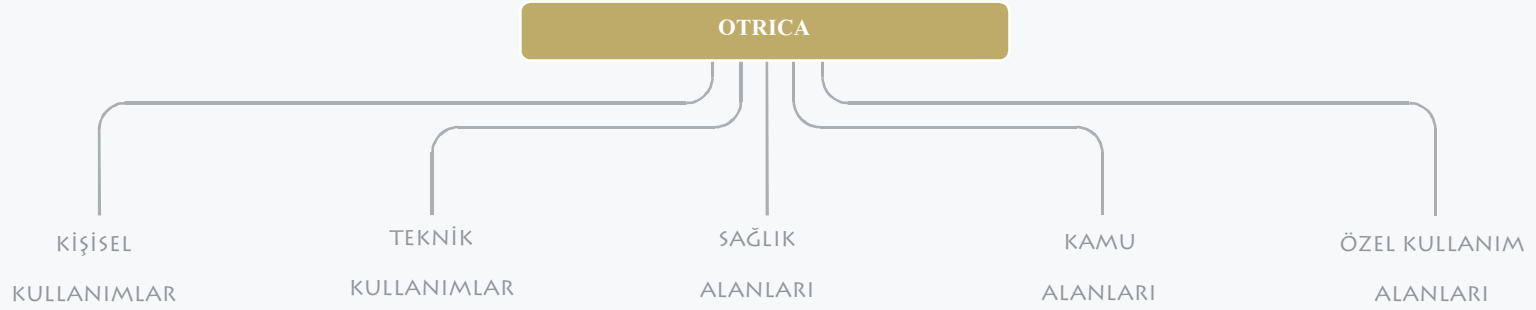 OTRICA
KİŞİSEL
KULLANIMLAR
TEKNİK
KULLANIMLAR
SAĞLIK
ALANLARI
KAMU
ALANLARI
ÖZEL KULLANIM
ALANLARI